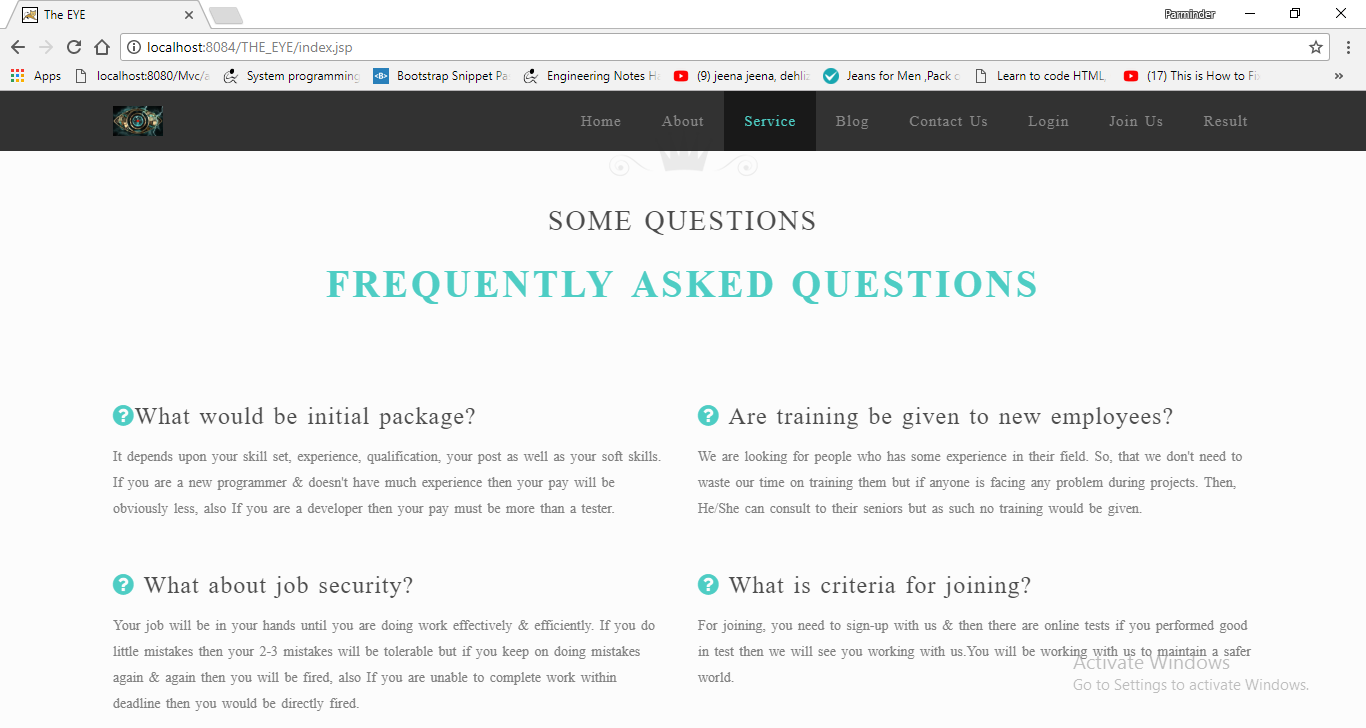 The EYE
Parminder
localhost:8084/THE_EYE/index.jsp
Apps localhost:8080/Mvc/a System programming Bootstrap Snippet Pa Engineering Notes Ha (9) jeena jeena, dehliz Jeans for Men ,Pack o Learn to code HTML, (17) This is How to Fix »
Home About Service Blog Contact Us Login Join Us Result
SOME QUESTIONS
FREQUENTLY ASKED QUESTIONS
What would be initial package?
It depends upon your skill set, experience, qualification, your post as well as your soft skills.
If you are a new programmer & doesn't have much experience then your pay will be
obviously less, also If you are a developer then your pay must be more than a tester.
Are training be given to new employees?
We are looking for people who has some experience in their field. So, that we don't need to
waste our time on training them but if anyone is facing any problem during projects. Then,
He/She can consult to their seniors but as such no training would be given.
What about job security?
Your job will be in your hands until you are doing work effectively & efficiently. If you do
little mistakes then your 2-3 mistakes will be tolerable but if you keep on doing mistakes
again & again then you will be fired, also If you are unable to complete work within
deadline then you would be directly fired.
What is criteria for joining?
For joining, you need to sign-up with us & then there are online tests if you performed good
in test then we will see you working with us.You will be working with us to maintain a safer
world.
Activate Windows
Go to Settings to activate Windows.